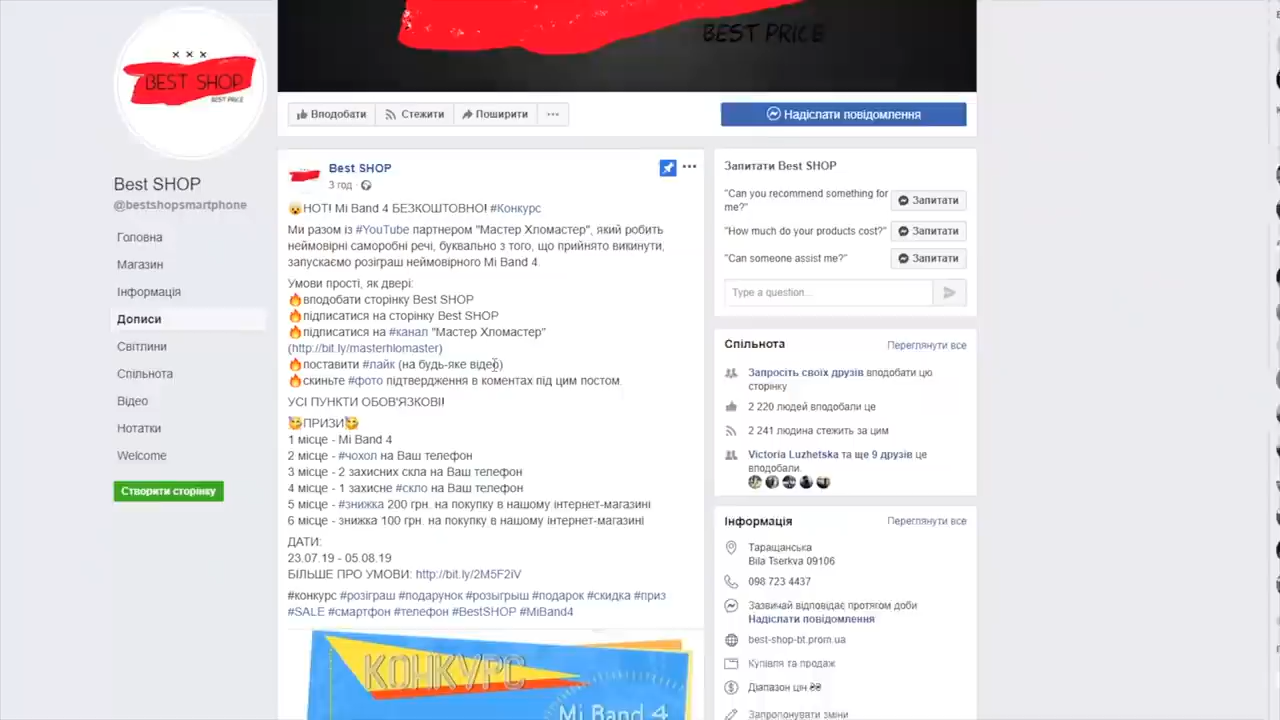 BEST PRICE
× × ×
BEST SHOP
BEST PRICE
Вподобати
Стежити
Поширити
Надіслати повідомлення
Best SHOP
@bestshopsmartphone
Головна
Магазин
Інформація
Дописи
Світлини
Спільнота
Відео
Нотатки
Welcome
Створити сторінку
Best SHOP
3 год ·
😮HOT! Mi Band 4 БЕЗКОШТОВНО! #Конкурс
Ми разом із #YouTube партнером "Мастер Хломастер", який робить
неймовірні саморобні речі, буквально з того, що прийнято викинути,
запускаємо розіграш неймовірного Mi Band 4.
Умови прості, як двері:
🔥вподобати сторінку Best SHOP
🔥підписатися на сторінку Best SHOP
🔥підписатися на #канал "Мастер Хломастер"
(http://bit.ly/masterhlomaster)
🔥поставити #лайк (на будь-яке відео)
🔥скиньте #фото підтвердження в коментах під цим постом.
УСІ ПУНКТИ ОБОВ'ЯЗКОВІ!
🥰ПРИЗИ🥰
1 місце - Mi Band 4
2 місце - #чохол на Ваш телефон
3 місце - 2 захисних скла на Ваш телефон
4 місце - 1 захисне #скло на Ваш телефон
5 місце - #знижка 200 грн. на покупку в нашому інтернет-магазині
6 місце - знижка 100 грн. на покупку в нашому інтернет-магазині
ДАТИ:
23.07.19 - 05.08.19
БІЛЬШЕ ПРО УМОВИ: http://bit.ly/2M5F2iV
#конкурс #розіграш #подарунок #розыгрыш #подарок #скидка #приз
#SALE #смартфон #телефон #BestSHOP #MiBand4
КОНКУРС
Mi Band 4
Запитати Best SHOP
"Can you recommend something for
me?"
Запитати
"How much do your products cost?"
Запитати
"Can someone assist me?"
Запитати
Type a question...
Спільнота
Переглянути все
Запросіть своїх друзів вподобати цю
сторінку
2 220 людей вподобали це
2 241 людина стежить за цим
Victoria Luzhetska та ще 9 друзів це
вподобали.
Інформація
Переглянути все
Таращанська
Bila Tserkva 09106
098 723 4437
Зазвичай відповідає протягом доби
Надіслати повідомлення
best-shop-bt.prom.ua
Купівля та продаж
Діапазон цін ₴₴
Запропонувати зміни